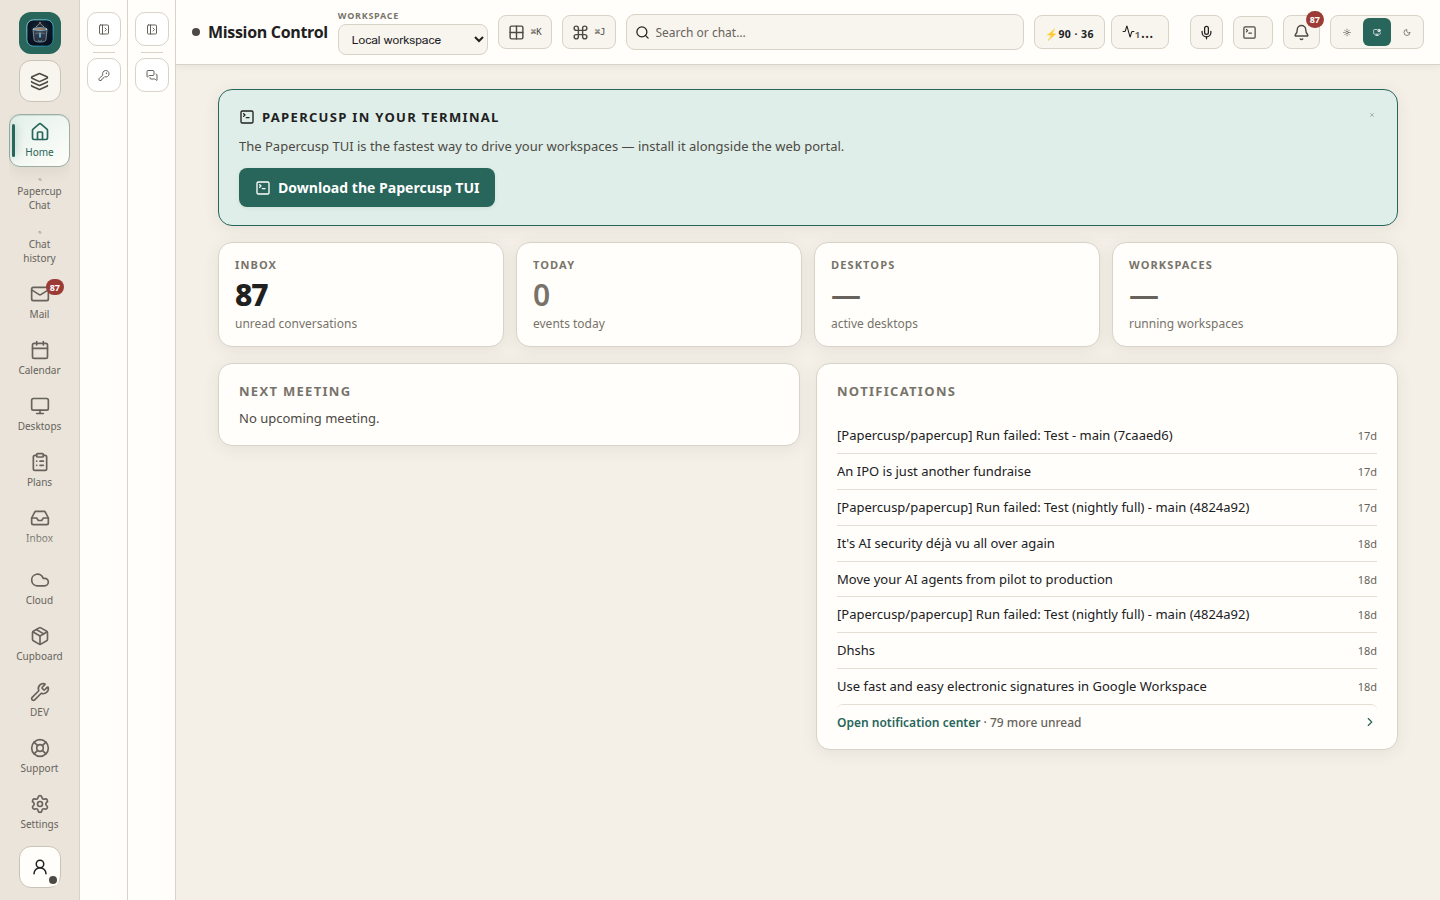 Mission Control
WORKSPACE
Local workspace
⌘K
⌘J
Search or chat...
⚡90 · 36
1...
87
Home
Papercup
Chat
Chat
history
87
Mail
Calendar
Desktops
Plans
Inbox
Cloud
Cupboard
DEV
Support
Settings
PAPERCUSP IN YOUR TERMINAL
×
The Papercusp TUI is the fastest way to drive your workspaces — install it alongside the web portal.
Download the Papercusp TUI
INBOX
87
unread conversations
TODAY
0
events today
DESKTOPS
—
active desktops
WORKSPACES
—
running workspaces
NEXT MEETING
No upcoming meeting.
NOTIFICATIONS
[Papercusp/papercup] Run failed: Test - main (7caaed6) 17d
An IPO is just another fundraise 17d
[Papercusp/papercup] Run failed: Test (nightly full) - main (4824a92) 17d
It's AI security déjà vu all over again 18d
Move your AI agents from pilot to production 18d
[Papercusp/papercup] Run failed: Test (nightly full) - main (4824a92) 18d
Dhshs 18d
Use fast and easy electronic signatures in Google Workspace 18d
Open notification center · 79 more unread